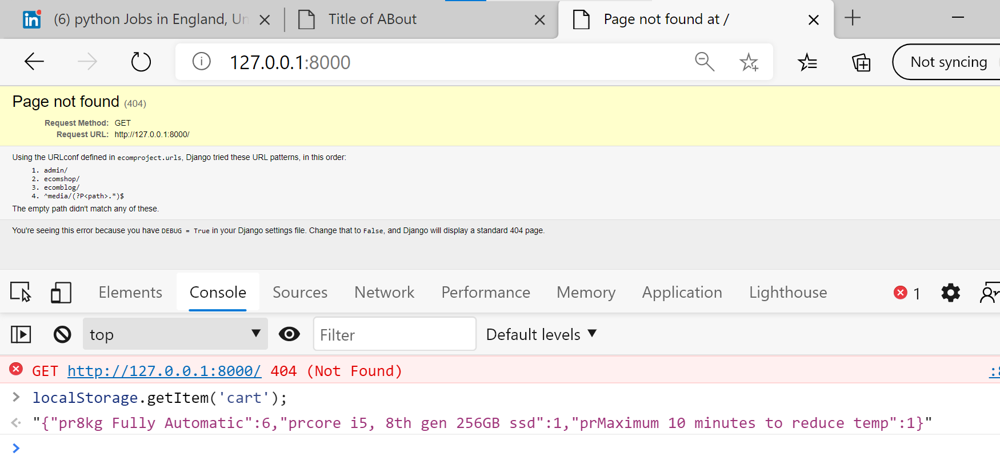 in (6) python Jobs in England, Un
Title of ABout
Page not found at /
127.0.0.1:8000
Not syncing
Page not found (404)
Request Method: GET
Request URL: http://127.0.0.1:8000/
Using the URLconf defined in ecomproject.urls, Django tried these URL patterns, in this order:
1. admin/
2. ecomshop/
3. ecomblog/
4. ^media/(?P<path>.*)$
The empty path didn't match any of these.
You're seeing this error because you have DEBUG = True in your Django settings file. Change that to False, and Django will display a standard 404 page.
Elements Console Sources Network Performance Memory Application Lighthouse 1
top Filter Default levels
GET http://127.0.0.1:8000/ 404 (Not Found) :8
> localStorage.getItem('cart');
"{"pr8kg Fully Automatic":6,"prcore i5, 8th gen 256GB ssd":1,"prMaximum 10 minutes to reduce temp":1}"
>